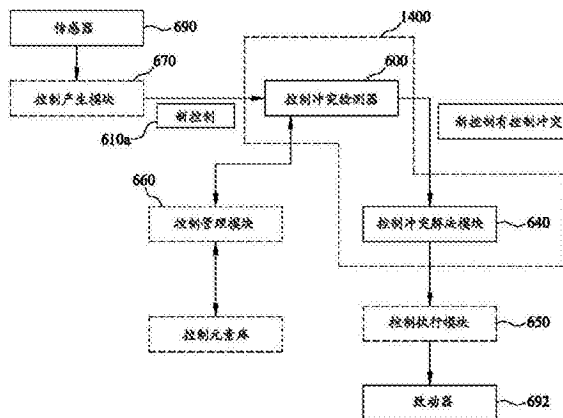 传感器
690
1400
670
600
控制产生模块
控制冲突检测器
新控制
610a
新控制有控制冲突
660
控制管理模块
控制冲突解决模块
640
控制元素库
控制执行模块
650
致动器
692